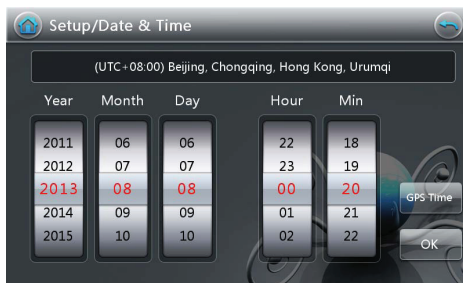 Setup/Date & Time
(UTC+08:00) Beijing, Chongqing, Hong Kong, Urumqi
Year Month Day Hour Min
2011 06 06 22 18
2012 07 07 23 19
2013 08 08 00 20
GPS Time
2014 09 09 01 21
2015 10 10 02 22
OK